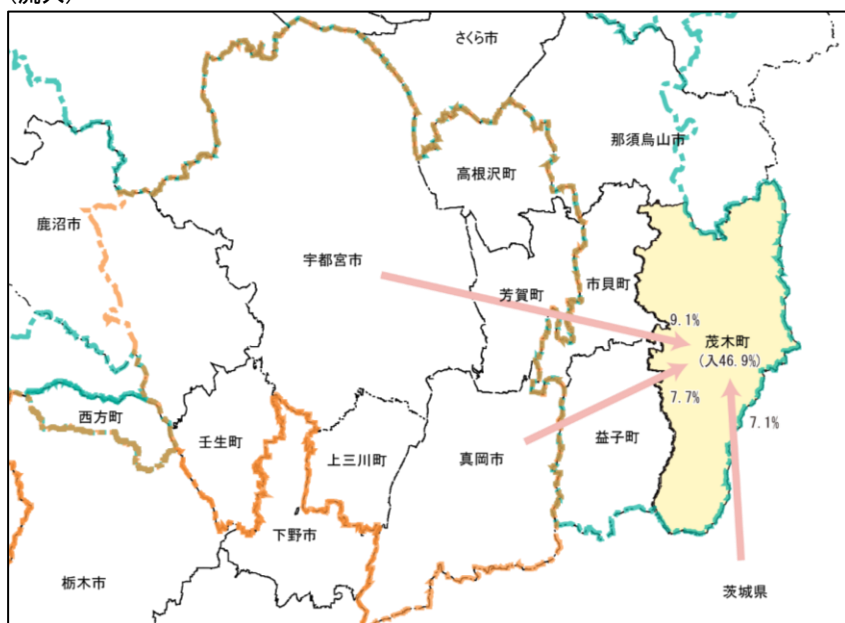 さくら市
那須烏山市
高根沢町
鹿沼市
宇都宮市
芳賀町
市貝町
9.1%
茂木町
(入46.9%)
7.7%
7.1%
西方町
壬生町
上三川町
真岡市
益子町
下野市
栃木市
茨城県